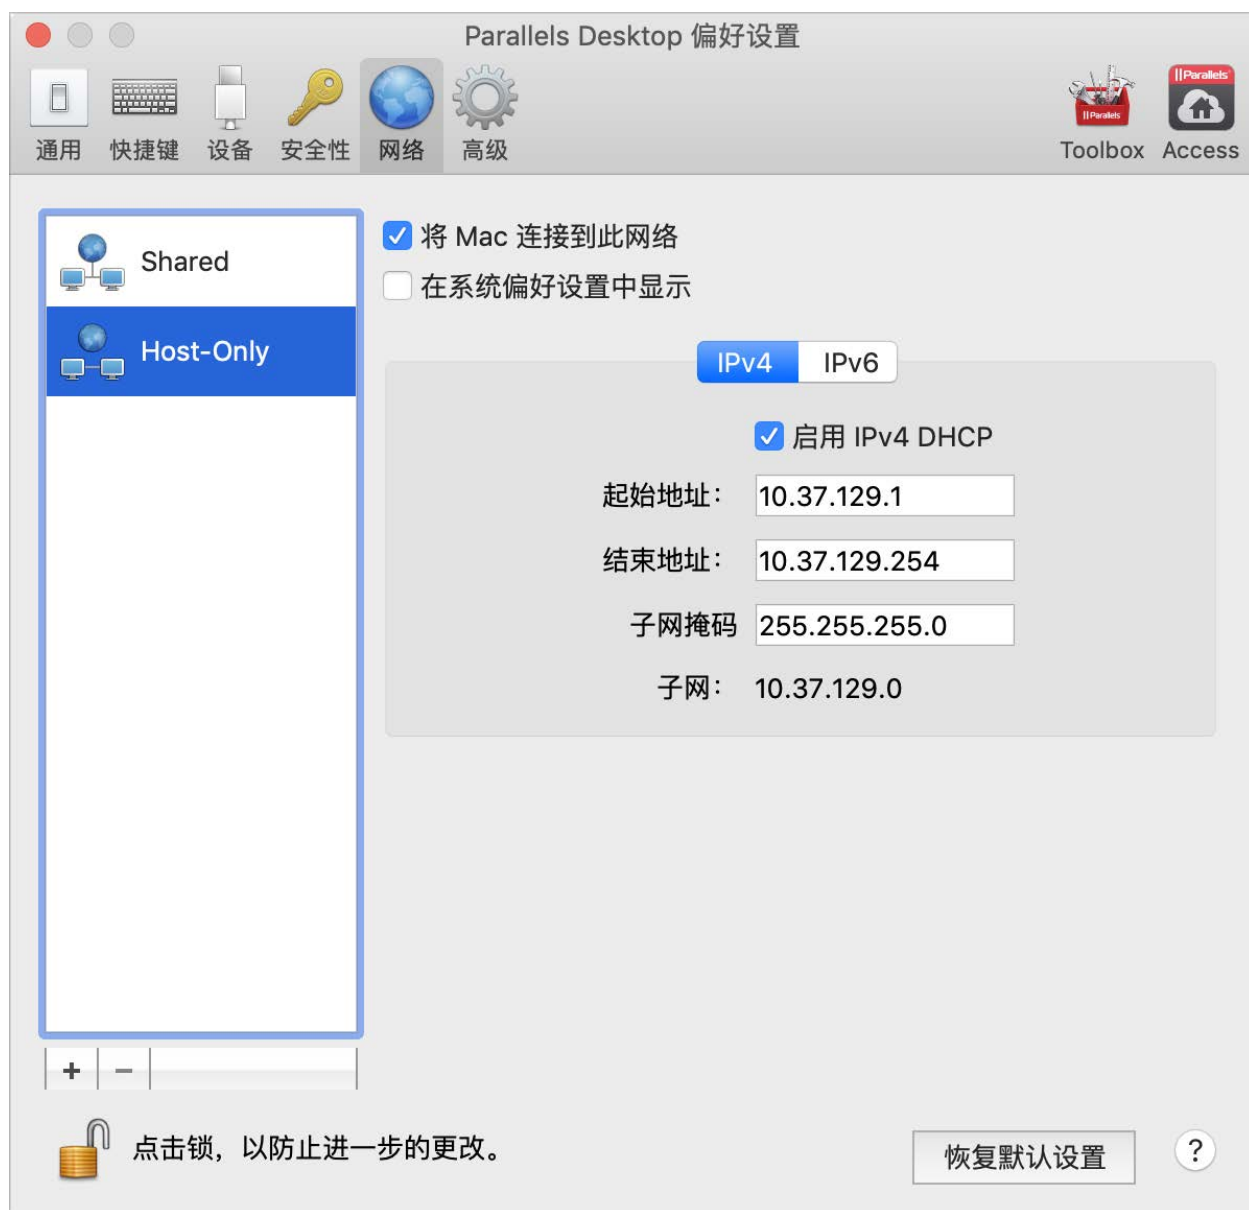 Parallels Desktop 偏好设置
通用 快捷键 设备 安全性 网络 高级 Toolbox Access
||Parallels
||Parallels'
Shared
Host-Only
将 Mac 连接到此网络
在系统偏好设置中显示
IPv4 IPv6
启用 IPv4 DHCP
起始地址： 10.37.129.1
结束地址： 10.37.129.254
子网掩码 255.255.255.0
子网： 10.37.129.0
+ −
点击锁，以防止进一步的更改。
恢复默认设置 ?